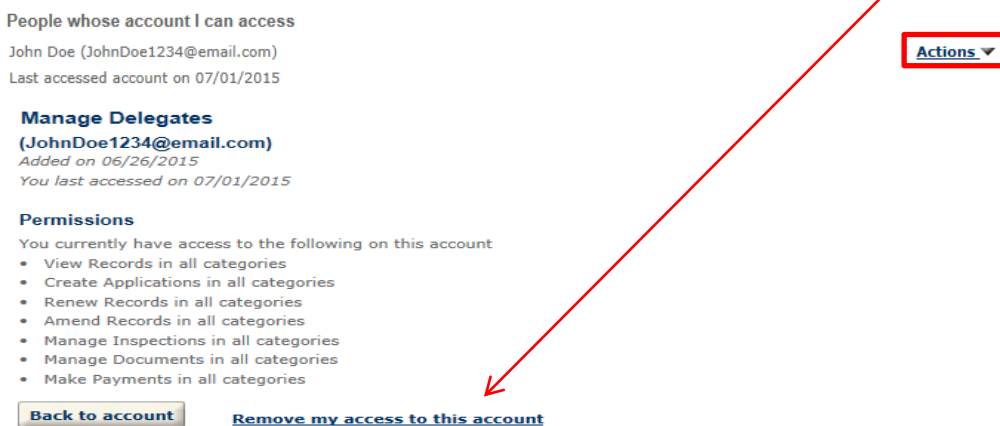 People whose account I can access
John Doe (JohnDoe1234@email.com)
Actions
Last accessed account on 07/01/2015
Manage Delegates
(JohnDoe1234@email.com)
Added on 06/26/2015
You last accessed on 07/01/2015
Permissions
You currently have access to the following on this account
• View Records in all categories
• Create Applications in all categories
• Renew Records in all categories
• Amend Records in all categories
• Manage Inspections in all categories
• Manage Documents in all categories
• Make Payments in all categories
Back to account Remove my access to this account